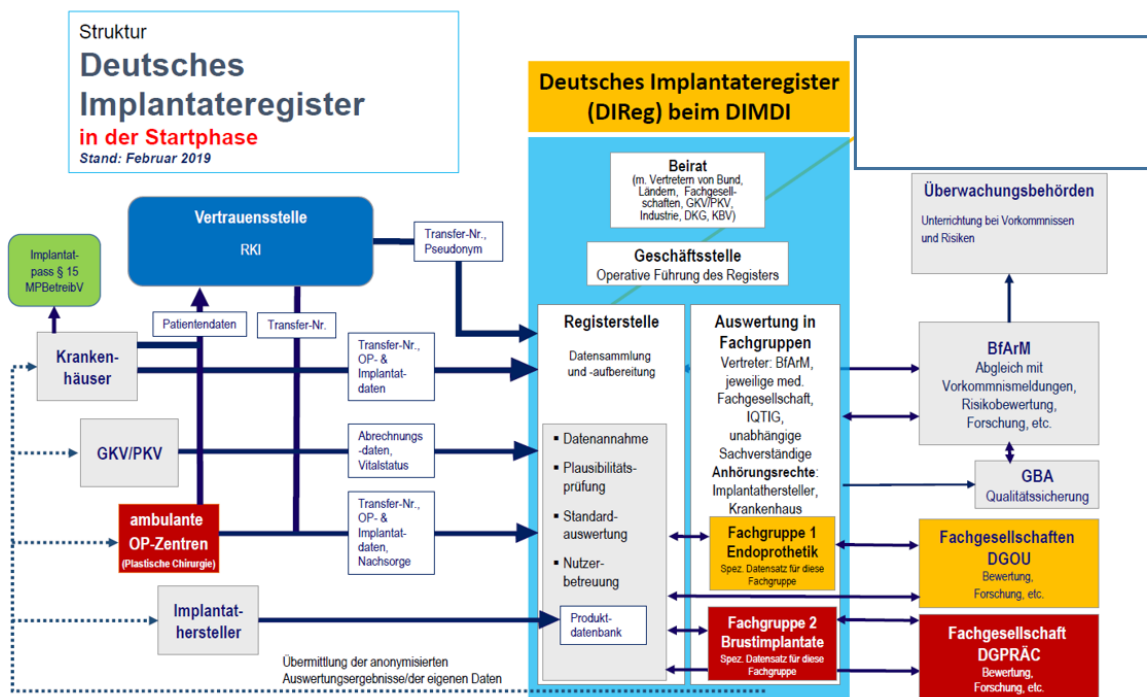 Struktur
Deutsches
Implantateregister
in der Startphase
Stand: Februar 2019
Deutsches Implantateregister
(DIReg) beim DIMDI
Beirat
(m. Vertretern von Bund,
Ländern, Fachgesell-
schaften, GKV/PKV,
Industrie, DKG, KBV)
Geschäftsstelle
Operative Führung des Registers
Überwachungsbehörden
Unterrichtung bei Vorkommnissen
und Risiken
Vertrauensstelle
RKI
Transfer-Nr.,
Pseudonym
Implantat-
pass § 15
MPBetreibV
Patientendaten
Transfer-Nr.
Kranken-
häuser
Transfer-Nr.,
OP- &
Implantat-
daten
Registerstelle
Datensammlung
und -aufbereitung
Auswertung in
Fachgruppen
Vertreter: BfArM,
jeweilige med.
Fachgesellschaft,
IQTIG,
unabhängige
Sachverständige
Anhörungsrechte:
Implantathersteller,
Krankenhaus
BfArM
Abgleich mit
Vorkommnismeldungen,
Risikobewertung,
Forschung, etc.
GKV/PKV
Abrechnungs
-daten,
Vitalstatus
▪ Datenannahme
▪ Plausibilitäts-
prüfung
▪ Standard-
auswertung
▪ Nutzer-
betreuung
GBA
Qualitätssicherung
ambulante
OP-Zentren
(Plastische Chirurgie)
Transfer-Nr.,
OP- &
Implantat-
daten,
Nachsorge
Fachgruppe 1
Endoprothetik
Spez. Datensatz für diese
Fachgruppe
Fachgesellschaften
DGOU
Bewertung,
Forschung, etc.
Implantat-
hersteller
Produkt-
datenbank
Fachgruppe 2
Brustimplantate
Spez. Datensatz für diese
Fachgruppe
Fachgesellschaft
DGPRÄC
Bewertung,
Forschung, etc.
Übermittlung der anonymisierten
Auswertungsergebnisse/der eigenen Daten